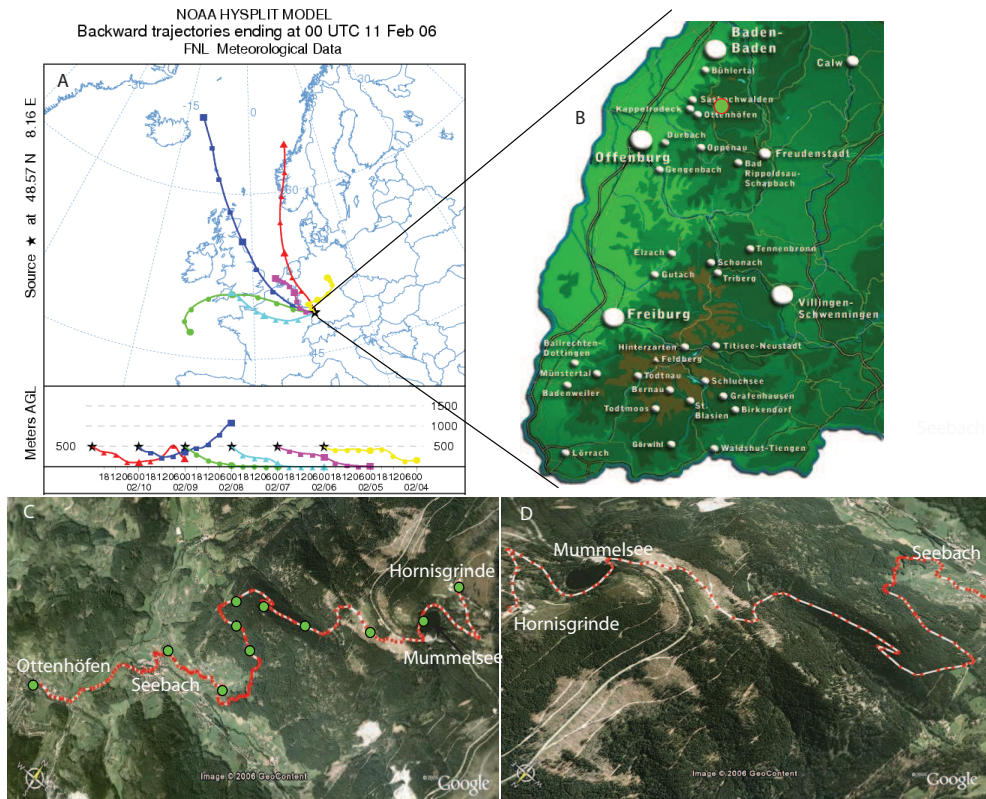 NOAA HYSPLIT MODEL
Backward trajectories ending at 00 UTC 11 Feb 06
FNL Meteorological Data
A
-30
-15
0
15
30
60
45
Source ★ at 48.57 N 8.16 E
Meters AGL
1500
1000
500
500
18 12 06 00 18 12 06 00 18 12 06 00 18 12 06 00 18 12 06 00 18 12 06 00 18 12 06 00
02/10 02/09 02/08 02/07 02/06 02/05 02/04
B
Baden-
Baden
Calw
Bühlertal
Sasbachwalden
Kappelrodeck
Ottenhöfen
Durbach
Offenburg
Oppenau
Freudenstadt
Gengenbach
Bad
Rippoldsau-
Schapbach
Tennenbronn
Elzach
Schonach
Gutach
Triberg
Villingen-
Schwenningen
Freiburg
Ballrechten-
Dottingen
Hinterzarten
Titisee-Neustadt
Feldberg
Münstertal
Todtnau
Schluchsee
Badenweiler
Bernau
Grafenhausen
Todtmoos
St.
Blasien
Birkendorf
Görwihl
Waldshut-Tiengen
Lörrach
Seebach
C
Hornisgrinde
Mummelsee
Ottenhöfen
Seebach
Image © 2006 GeoContent
Google
D
Mummelsee
Seebach
Hornisgrinde
Image © 2006 GeoContent
Google